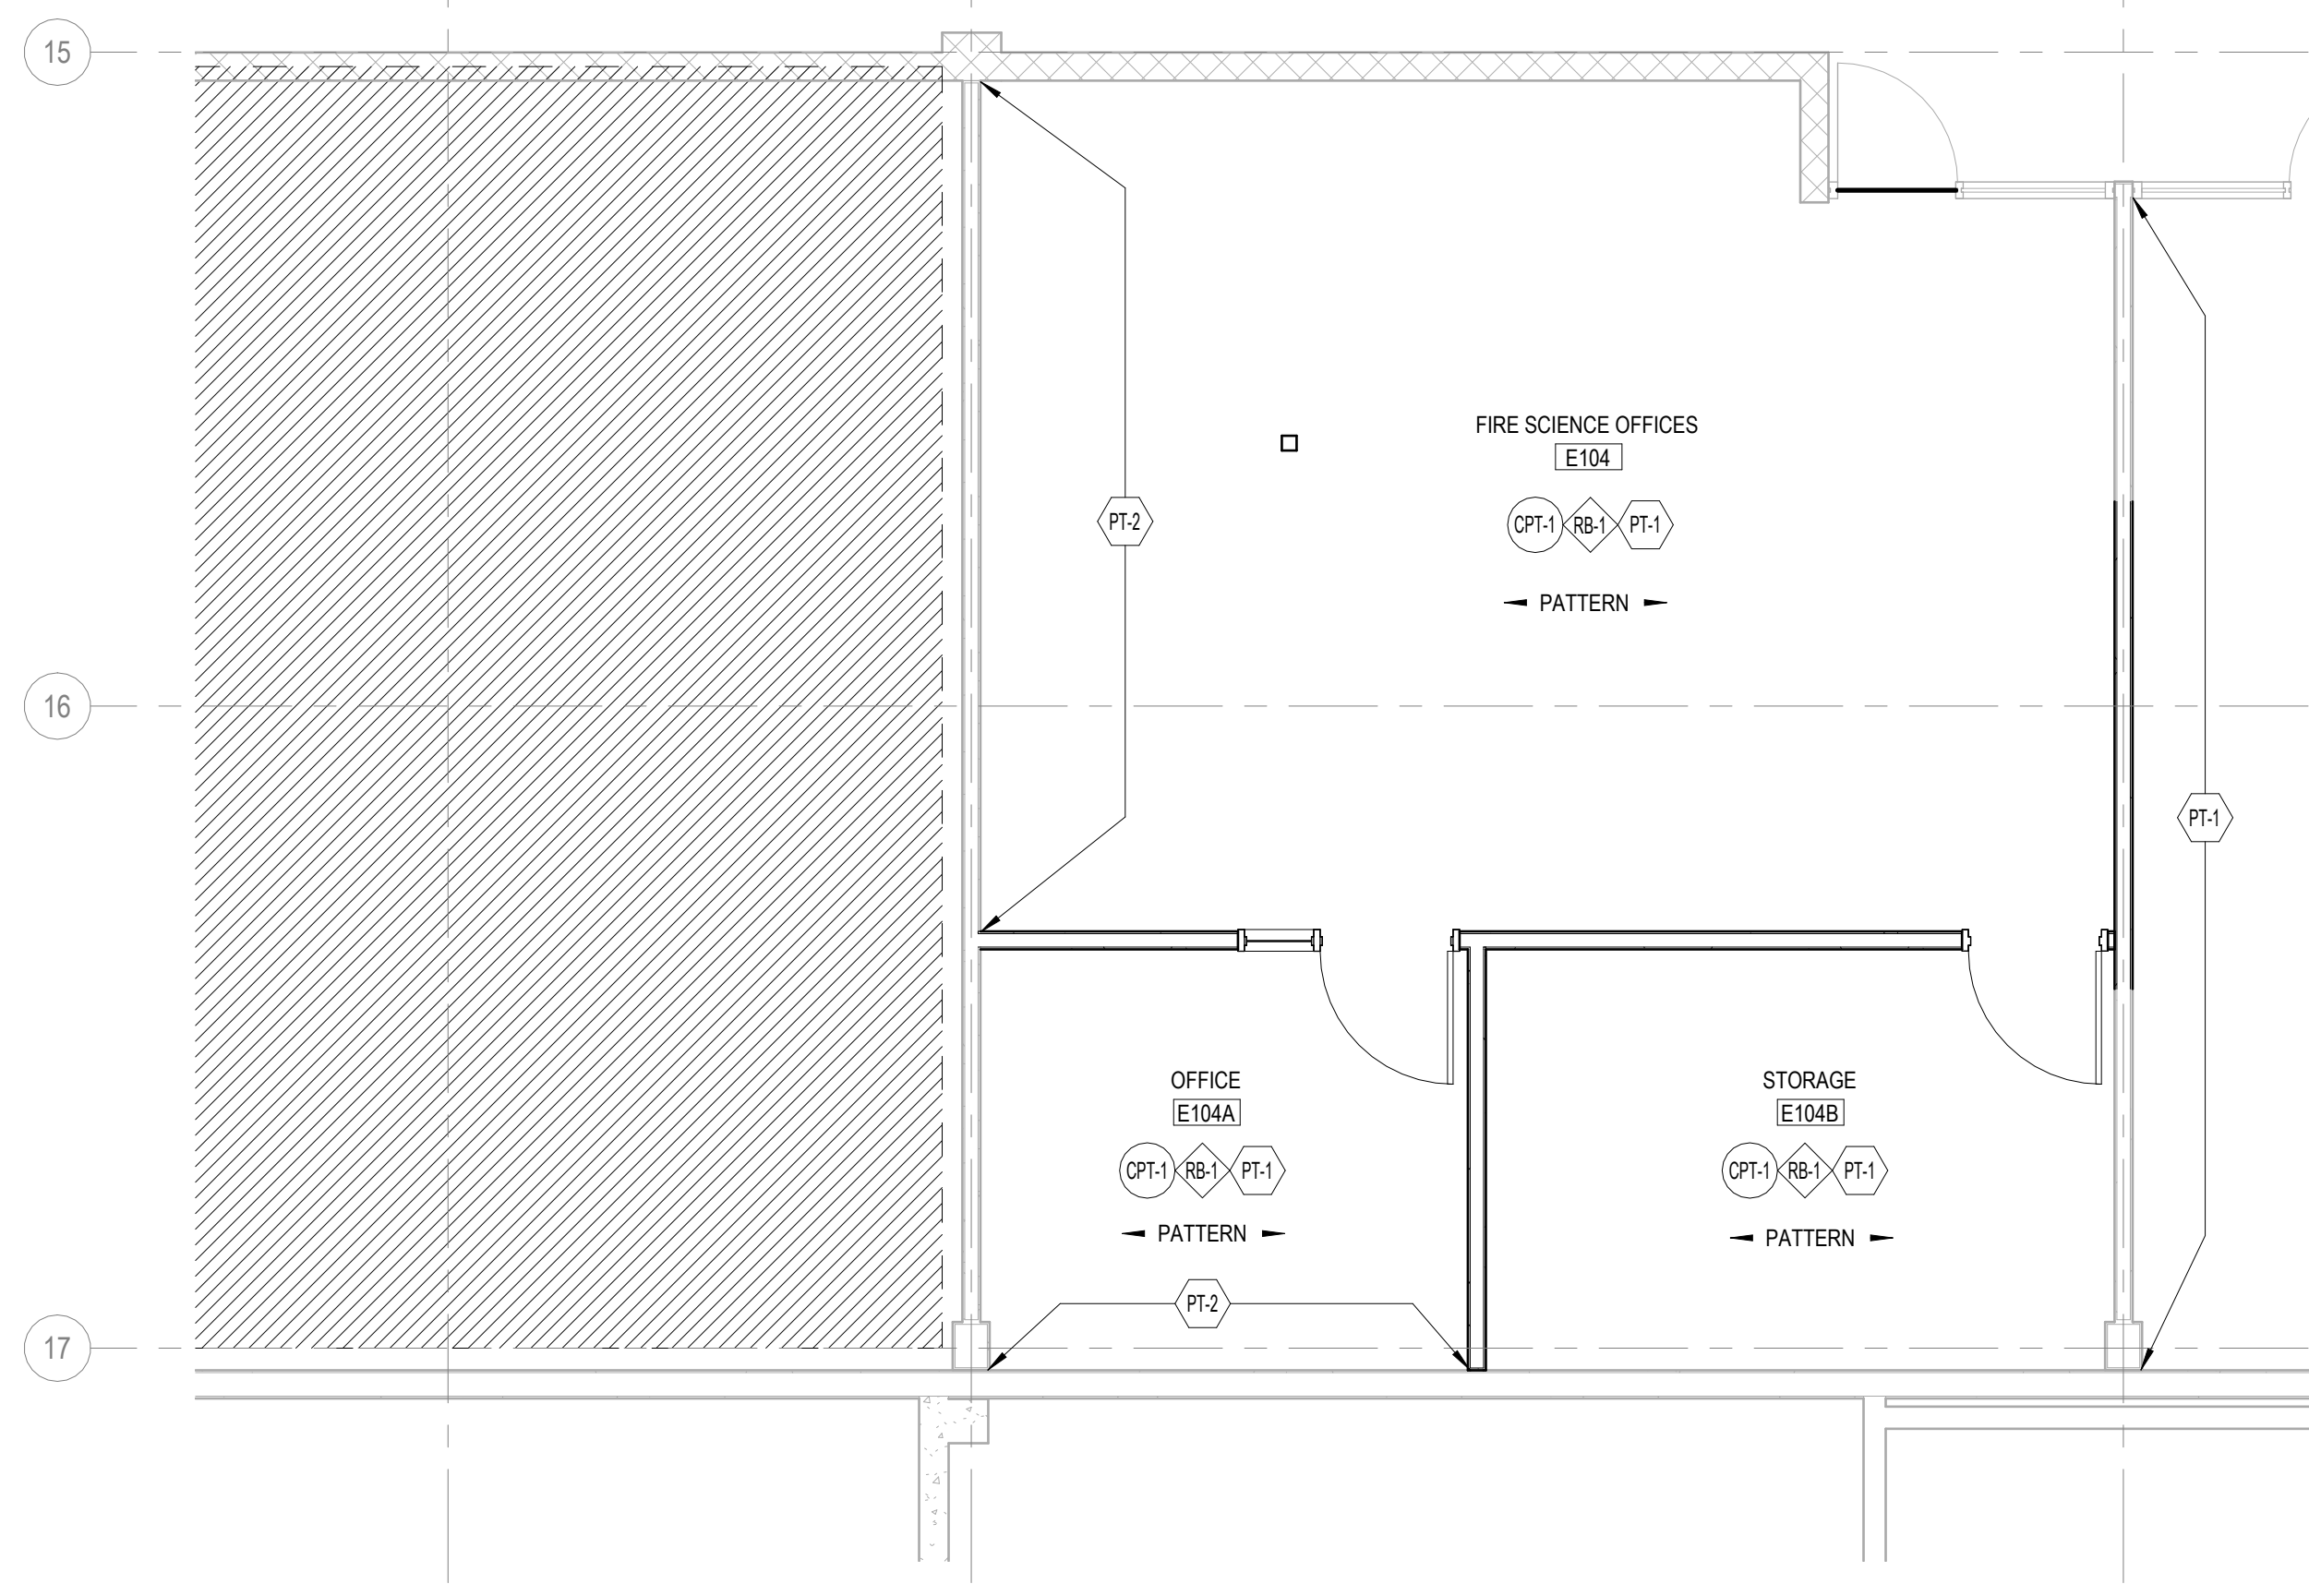 15
FIRE SCIENCE OFFICES
E104
PT-2
CPT-1 RB-1 PT-1
PATTERN
16
PT-1
OFFICE
E104A
CPT-1 RB-1 PT-1
PATTERN
STORAGE
E104B
CPT-1 RB-1 PT-1
PATTERN
PT-2
17